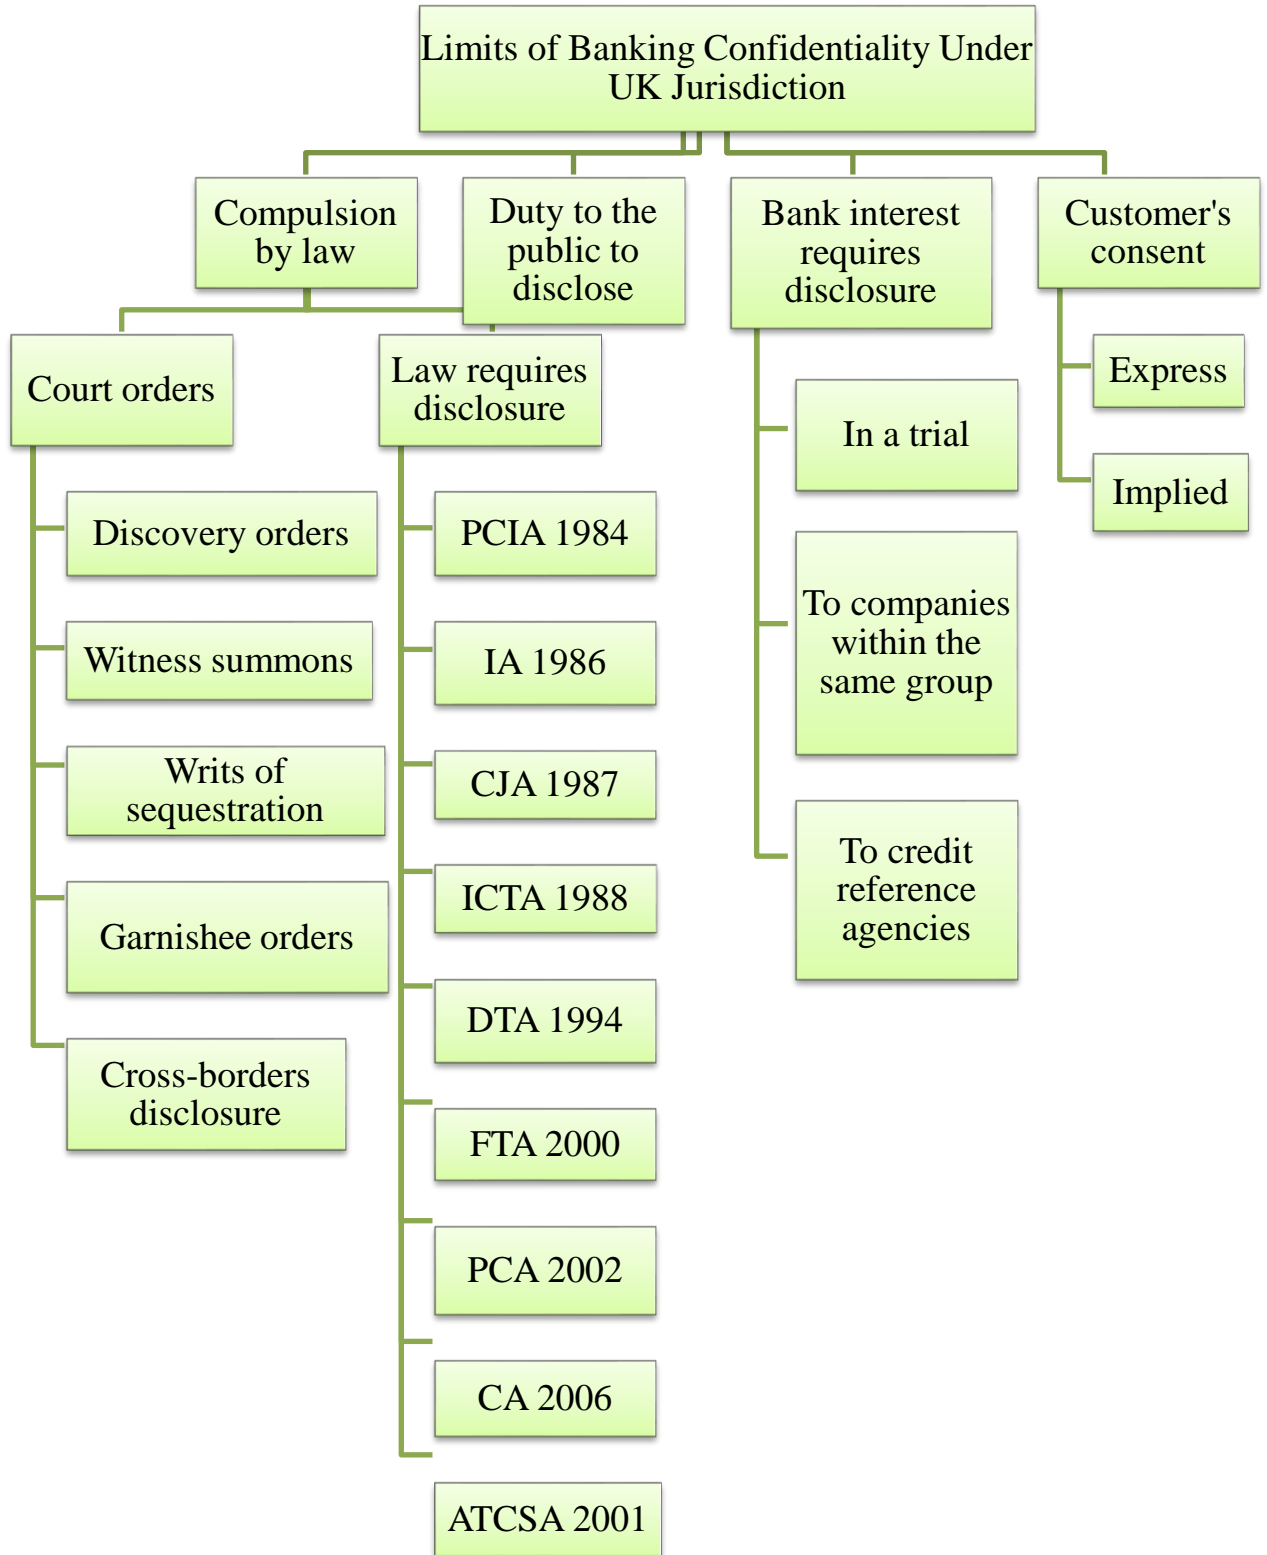 Limits of Banking Confidentiality Under
UK Jurisdiction
Compulsion
by law
Duty to the
public to
disclose
Bank interest
requires
disclosure
Customer's
consent
Court orders
Law requires
disclosure
Discovery orders
Witness summons
Writs of
sequestration
Garnishee orders
Cross-borders
disclosure
PCIA 1984
IA 1986
CJA 1987
ICTA 1988
DTA 1994
FTA 2000
PCA 2002
CA 2006
ATCSA 2001
In a trial
To companies
within the
same group
To credit
reference
agencies
Express
Implied